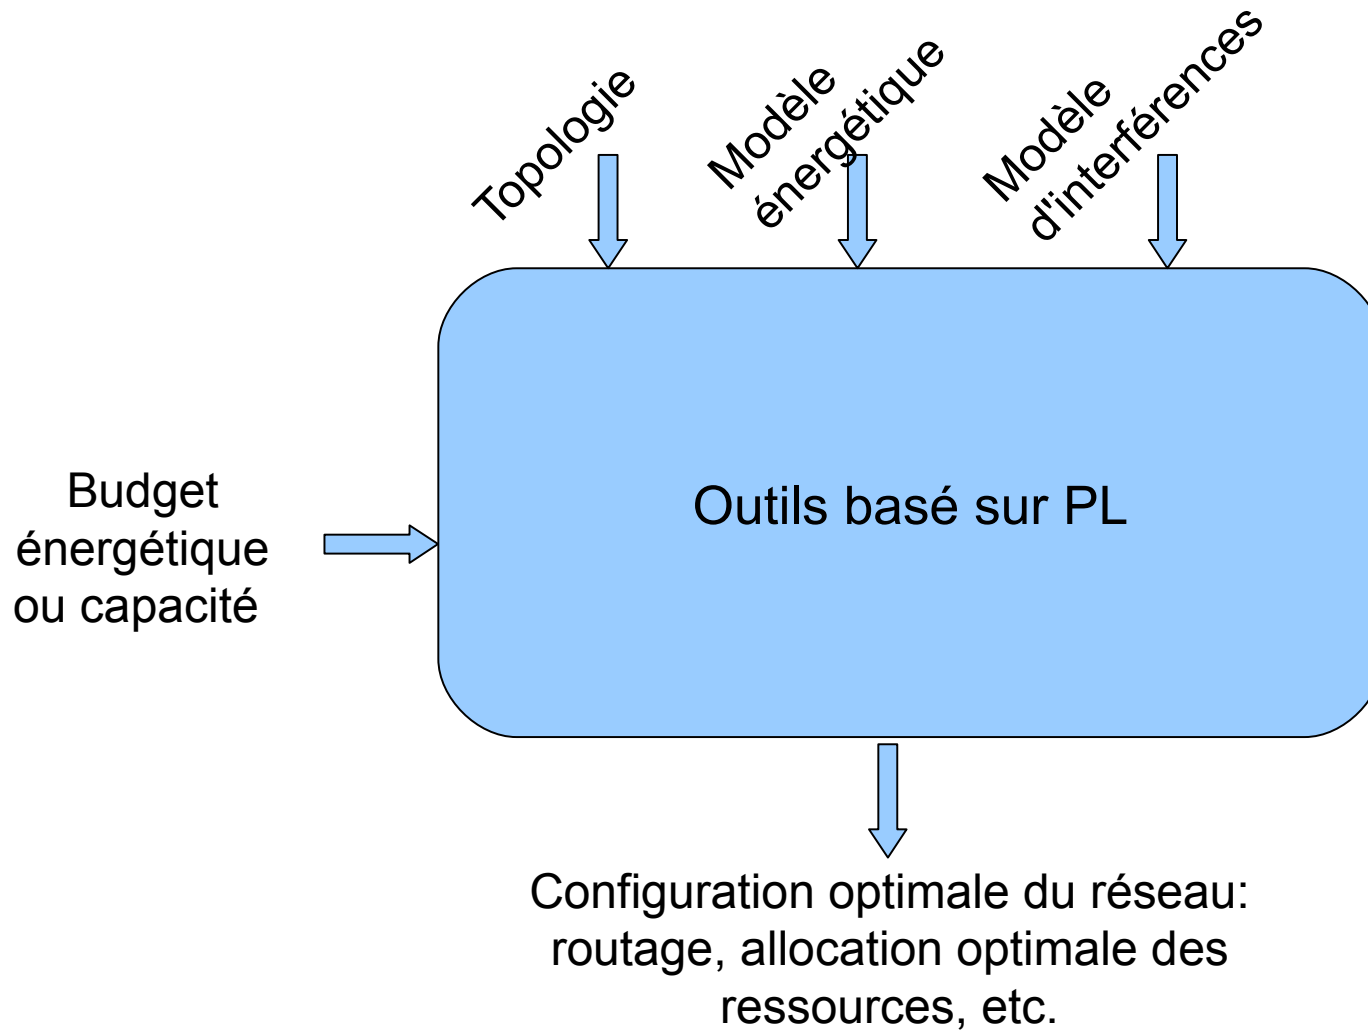 Topologie
Modèle
énergétique
Modèle
d'interférences
Budget
énergétique
ou capacité
Outils basé sur PL
Configuration optimale du réseau:
routage, allocation optimale des
ressources, etc.